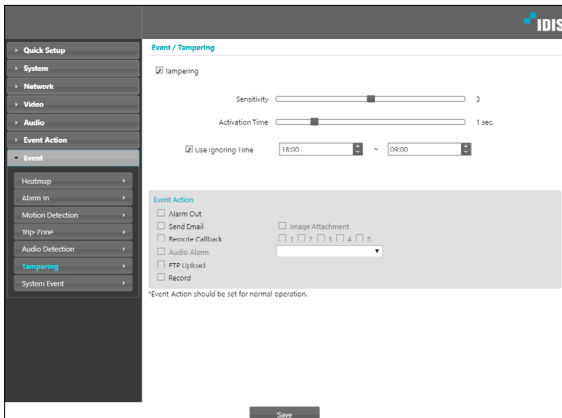 IDIS
Quick Setup
System
Network
Video
Audio
Event Action
Event
Heatmap
Alarm In
Motion Detection
Trip-Zone
Audio Detection
Tampering
System Event
Event / Tampering
Tampering
Sensitivity 3
Activation Time 1 sec.
Use Ignoring Time 18:00 ~ 09:00
Event Action
Alarm Out
Send Email Image Attachment
Remote Callback 1 2 3 4 5
Audio Alarm
FTP Upload
Record
*Event Action should be set for normal operation.
Save